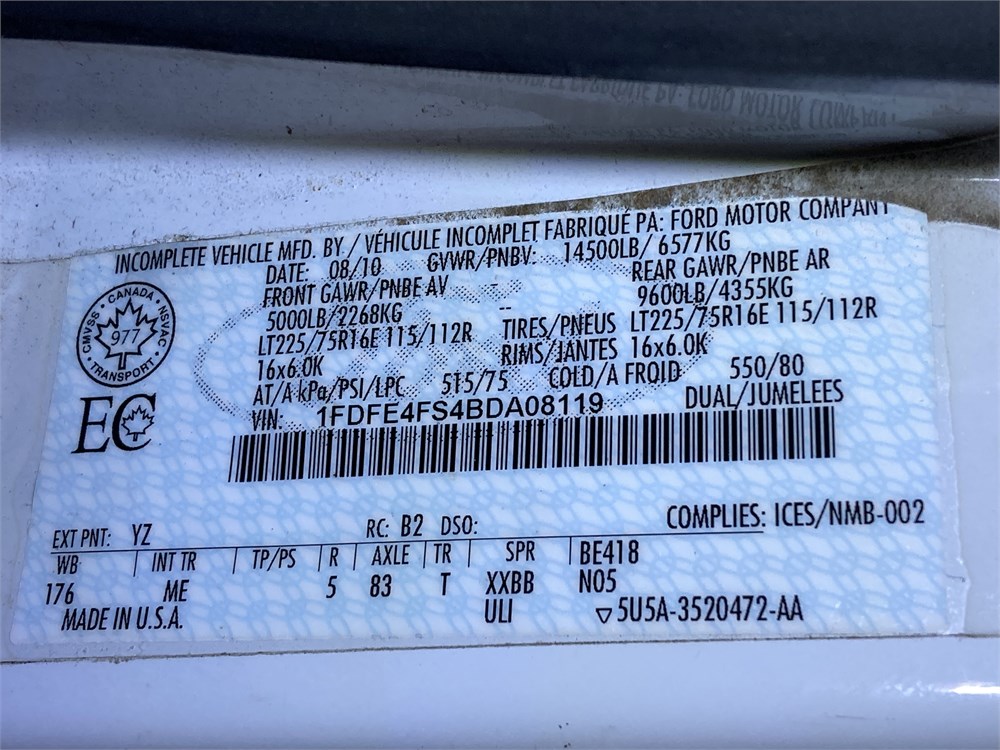 INCOMPLETE VEHICLE MFD. BY / VÉHICULE INCOMPLET FABRIQUÉ PA: FORD MOTOR COMPANY
DATE: 08/10 GVWR/PNBV: 14500LB/ 6577KG
FRONT GAWR/PNBE AV -- REAR GAWR/PNBE AR
5000LB/2268KG -- 9600LB/4355KG
LT225/75R16E 115/112R TIRES/PNEUS LT225/75R16E 115/112R
16x6.0K RIMS/JANTES 16x6.0K
AT/A kPa/PSI/LPC 515/75 COLD/A FROID 550/80
VIN: 1FDFE4FS4BDA08119 DUAL/JUMELEES
CMVSS • CANADA • NSVAC • TRANSPORT •
977
EC
COMPLIES: ICES/NMB-002
EXT PNT: YZ RC: B2 DSO:
WB | INT TR | TP/PS | R | AXLE | TR | SPR | BE418
176 ME 5 83 T XXBB N05
MADE IN U.S.A. ULI ▽5U5A-3520472-AA